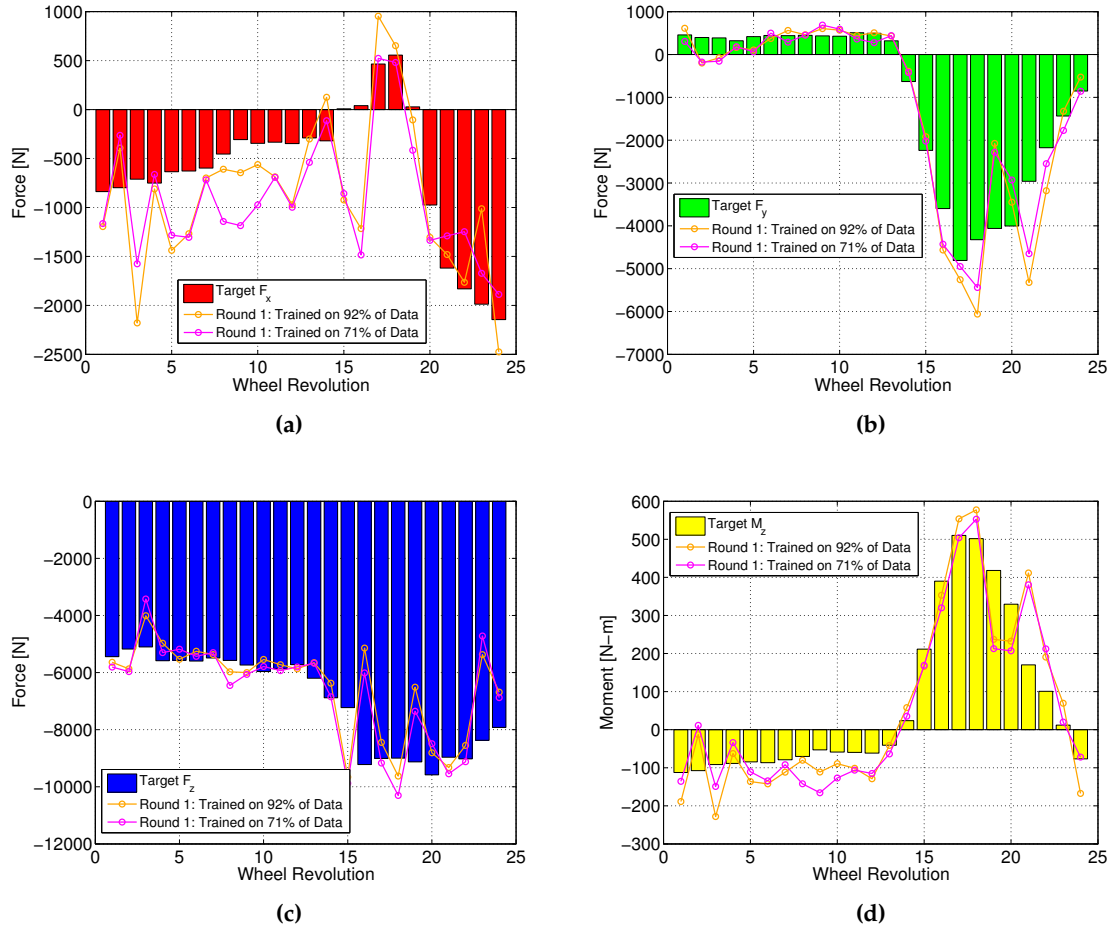 1000
500
0
−500
−1000
−1500
−2000
−2500
Force [N]
Target F_x
Round 1: Trained on 92% of Data
Round 1: Trained on 71% of Data
0 5 10 15 20 25
Wheel Revolution
(a)
1000
0
−1000
−2000
−3000
−4000
−5000
−6000
−7000
Force [N]
Target F_y
Round 1: Trained on 92% of Data
Round 1: Trained on 71% of Data
0 5 10 15 20 25
Wheel Revolution
(b)
0
−2000
−4000
−6000
−8000
−10000
−12000
Force [N]
Target F_z
Round 1: Trained on 92% of Data
Round 1: Trained on 71% of Data
0 5 10 15 20 25
Wheel Revolution
(c)
600
500
400
300
200
100
0
−100
−200
−300
Moment [N−m]
Target M_z
Round 1: Trained on 92% of Data
Round 1: Trained on 71% of Data
0 5 10 15 20 25
Wheel Revolution
(d)